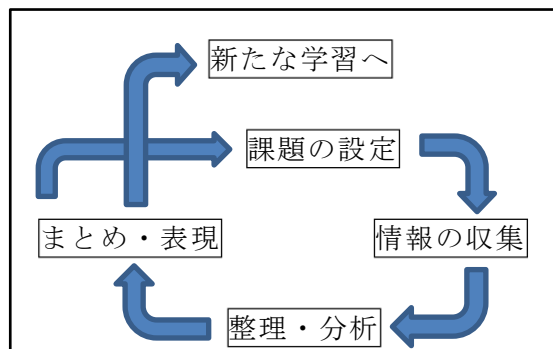 新たな学習へ
課題の設定
まとめ・表現
情報の収集
整理・分析